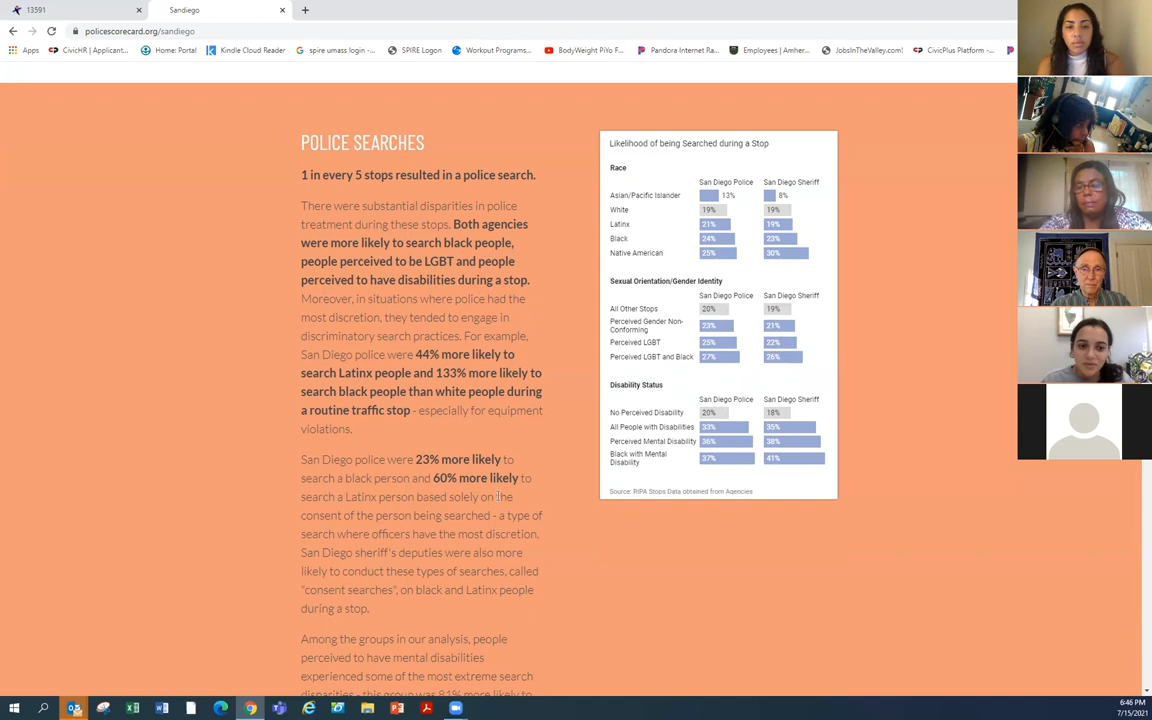 13591
Sandiego
policescorecard.org/sandiego
Apps
CivicHR | Applicant...
Home: Portal
Kindle Cloud Reader
spire umass login -...
SPIRE Logon
Workout Programs...
BodyWeight PiYo F...
Pandora Internet Ra...
Employees | Amher...
JobsInTheValley.com!
CivicPlus Platform -...
POLICE SEARCHES
1 in every 5 stops resulted in a police search.
There were substantial disparities in police
treatment during these stops. Both agencies
were more likely to search black people,
people perceived to be LGBT and people
perceived to have disabilities during a stop.
Moreover, in situations where police had the
most discretion, they tended to engage in
discriminatory search practices. For example,
San Diego police were 44% more likely to
search Latinx people and 133% more likely to
search black people than white people during
a routine traffic stop - especially for equipment
violations.
San Diego police were 23% more likely to
search a black person and 60% more likely to
search a Latinx person based solely on the
consent of the person being searched - a type of
search where officers have the most discretion.
San Diego sheriff's deputies were also more
likely to conduct these types of searches, called
"consent searches", on black and Latinx people
during a stop.
Among the groups in our analysis, people
perceived to have mental disabilities
experienced some of the most extreme search
disparities - this group was 81% more likely to
Likelihood of being Searched during a Stop
Race
San Diego Police San Diego Sheriff
Asian/Pacific Islander 13% 8%
White 19% 19%
Latinx 21% 19%
Black 24% 23%
Native American 25% 30%
Sexual Orientation/Gender Identity
San Diego Police San Diego Sheriff
All Other Stops 20% 19%
Perceived Gender Non-
Conforming 23% 21%
Perceived LGBT 25% 22%
Perceived LGBT and Black 27% 26%
Disability Status
San Diego Police San Diego Sheriff
No Perceived Disability 20% 18%
All People with Disabilities 33% 35%
Perceived Mental Disability 36% 38%
Black with Mental
Disability 37% 41%
Source: RIPA Stops Data obtained from Agencies
6:46 PM
7/15/2021